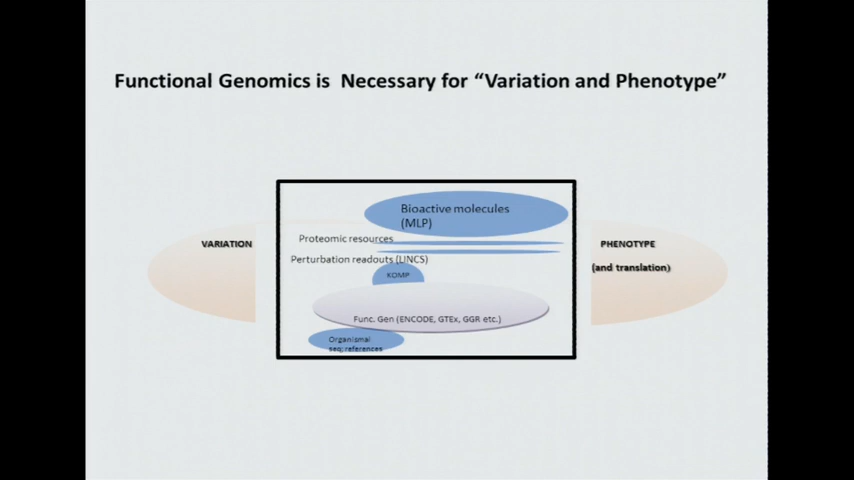 Functional Genomics is Necessary for “Variation and Phenotype”
Bioactive molecules
(MLP)
Proteomic resources
VARIATION
PHENOTYPE
Perturbation readouts (LINCS)
(and translation)
KOMP
Func. Gen (ENCODE, GTEx, GGR etc.)
Organismal
seq; references